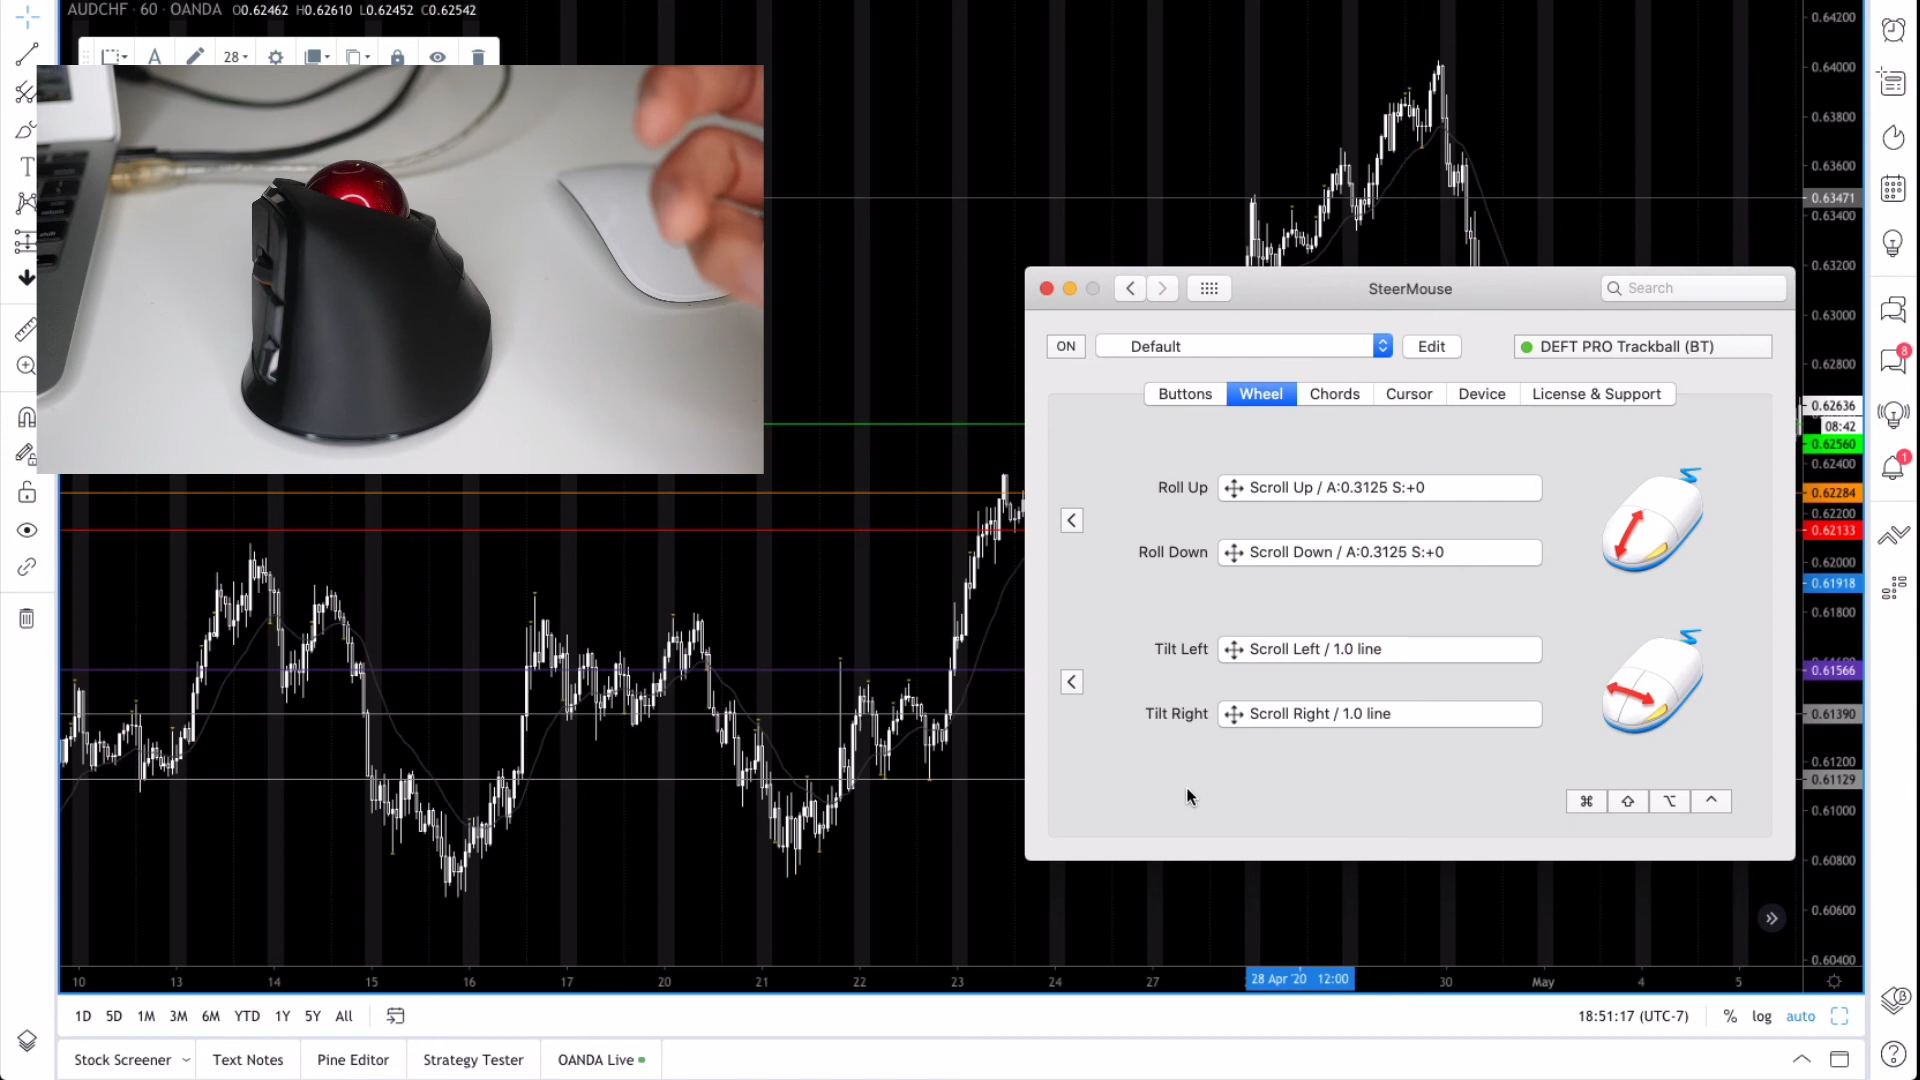 AUDCHF · 60 · OANDA O0.62462 H0.62610 L0.62452 C0.62542
A 28
T
0.64200
0.64000
0.63800
0.63600
0.63471
0.63400
0.63200
0.63000
0.62800
0.62636
08:42
0.62560
0.62400
0.62284
0.62200
0.62133
0.62000
0.61918
0.61800
0.61566
0.61390
0.61200
0.61129
0.61000
0.60800
0.60600
0.60400
8
1
SteerMouse
Search
ON Default Edit DEFT PRO Trackball (BT)
Buttons Wheel Chords Cursor Device License & Support
Roll Up Scroll Up / A:0.3125 S:+0
Roll Down Scroll Down / A:0.3125 S:+0
Tilt Left Scroll Left / 1.0 line
Tilt Right Scroll Right / 1.0 line
⌘ ⇧ ⌥ ^
10 13 14 15 16 17 20 21 22 23 24 27 28 Apr '20 12:00 30 May 4 5
1D 5D 1M 3M 6M YTD 1Y 5Y All 18:51:17 (UTC-7) % log auto
Stock Screener Text Notes Pine Editor Strategy Tester OANDA Live